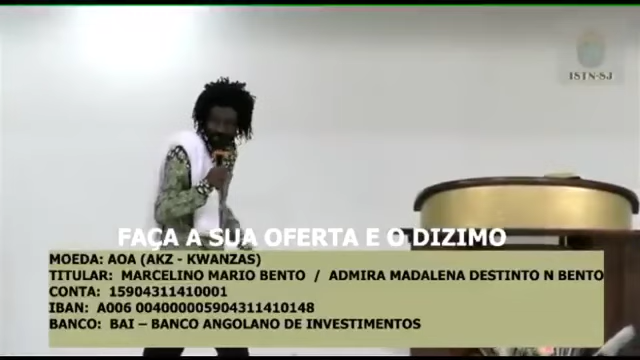 ISTN-SJ
FAÇA A SUA OFERTA E O DIZIMO
MOEDA: AOA (AKZ - KWANZAS)
TITULAR: MARCELINO MARIO BENTO / ADMIRA MADALENA DESTINTO N BENTO
CONTA: 15904311410001
IBAN: A006 004000005904311410148
BANCO: BAI – BANCO ANGOLANO DE INVESTIMENTOS